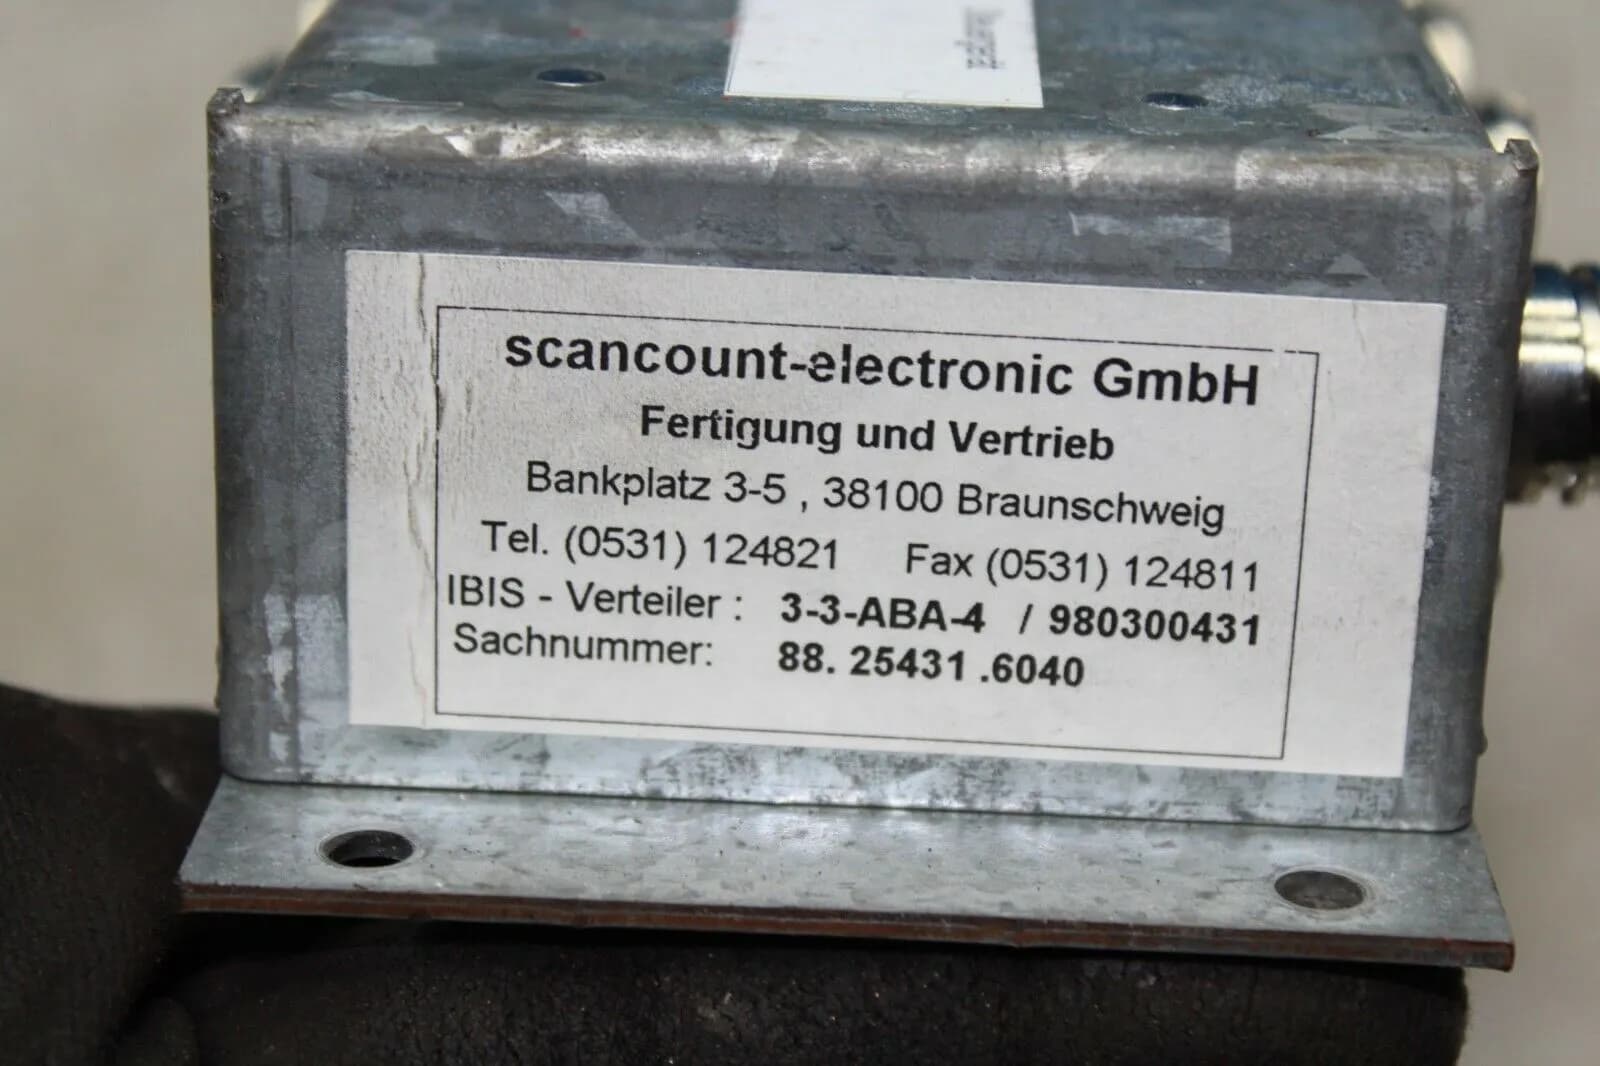 scancount-electronic GmbH
Fertigung und Vertrieb
Bankplatz 3-5 , 38100 Braunschweig
Tel. (0531) 124821 Fax (0531) 124811
IBIS - Verteiler : 3-3-ABA-4 / 980300431
Sachnummer: 88. 25431 .6040